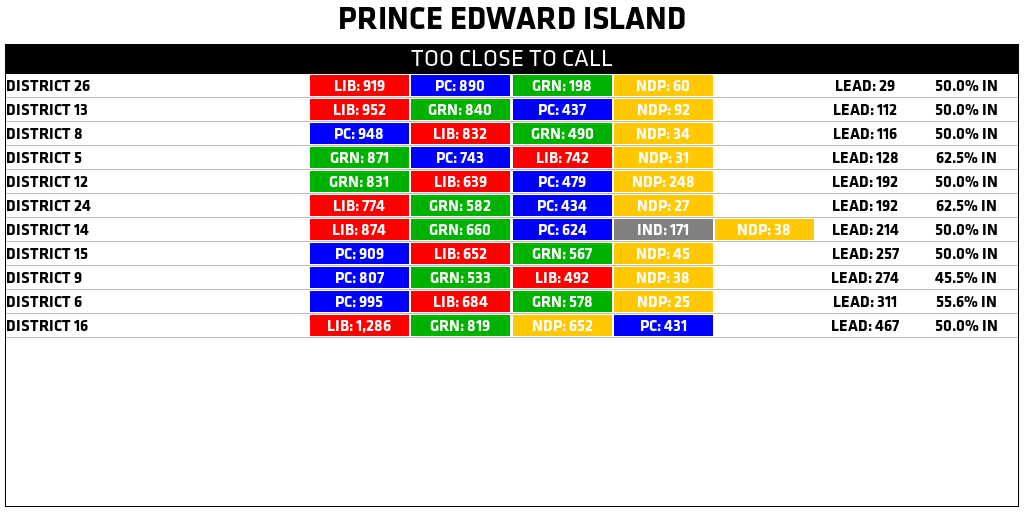 PRINCE EDWARD ISLAND
TOO CLOSE TO CALL
DISTRICT 26 LIB: 919 PC: 890 GRN: 198 NDP: 60 LEAD: 29 50.0% IN
DISTRICT 13 LIB: 952 GRN: 840 PC: 437 NDP: 92 LEAD: 112 50.0% IN
DISTRICT 8 PC: 948 LIB: 832 GRN: 490 NDP: 34 LEAD: 116 50.0% IN
DISTRICT 5 GRN: 871 PC: 743 LIB: 742 NDP: 31 LEAD: 128 62.5% IN
DISTRICT 12 GRN: 831 LIB: 639 PC: 479 NDP: 248 LEAD: 192 50.0% IN
DISTRICT 24 LIB: 774 GRN: 582 PC: 434 NDP: 27 LEAD: 192 62.5% IN
DISTRICT 14 LIB: 874 GRN: 660 PC: 624 IND: 171 NDP: 38 LEAD: 214 50.0% IN
DISTRICT 15 PC: 909 LIB: 652 GRN: 567 NDP: 45 LEAD: 257 50.0% IN
DISTRICT 9 PC: 807 GRN: 533 LIB: 492 NDP: 38 LEAD: 274 45.5% IN
DISTRICT 6 PC: 995 LIB: 684 GRN: 578 NDP: 25 LEAD: 311 55.6% IN
DISTRICT 16 LIB: 1,286 GRN: 819 NDP: 652 PC: 431 LEAD: 467 50.0% IN